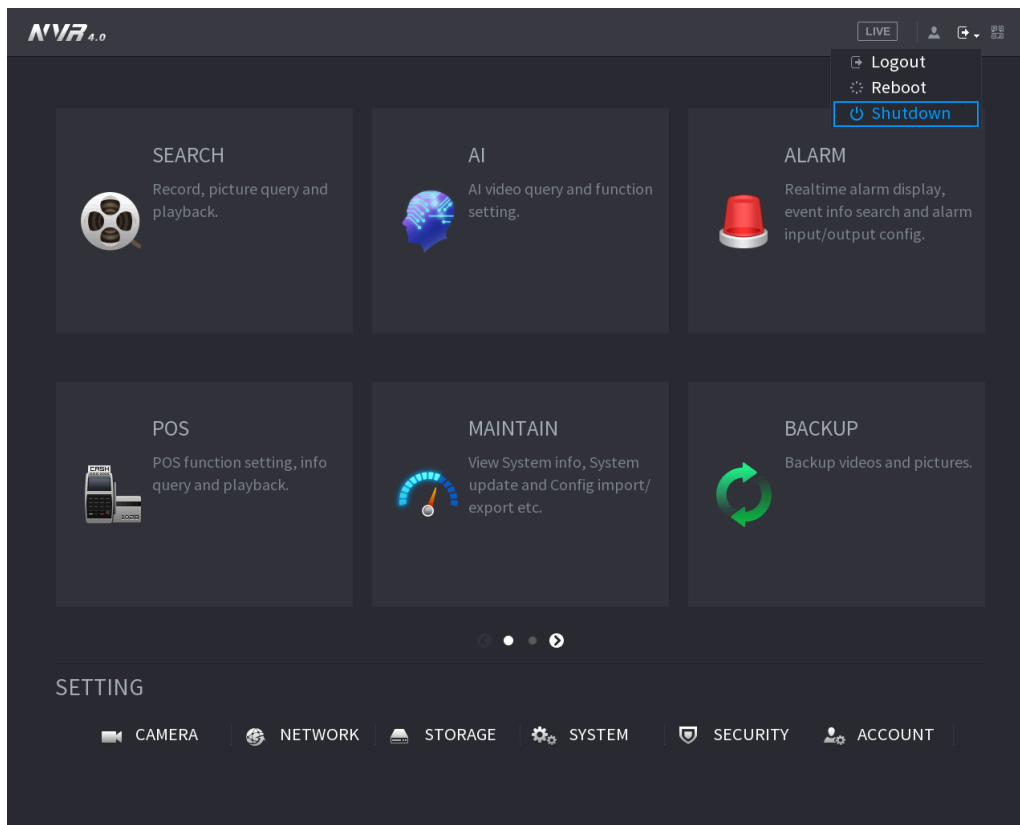 NVR 4.0
LIVE
Logout
Reboot
Shutdown
SEARCH
Record, picture query and
playback.
AI
AI video query and function
setting.
ALARM
Realtime alarm display,
event info search and alarm
input/output config.
POS
POS function setting, info
query and playback.
CASH
MAINTAIN
View System info, System
update and Config import/
export etc.
BACKUP
Backup videos and pictures.
SETTING
CAMERA
NETWORK
STORAGE
SYSTEM
SECURITY
ACCOUNT